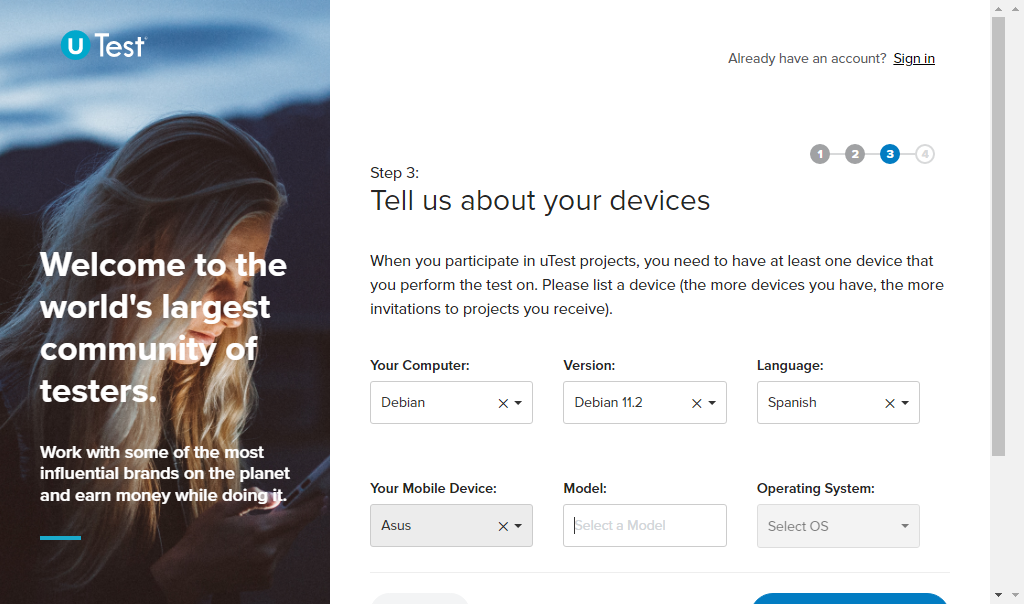 U Test
Already have an account? Sign in
1 2 3 4
Step 3:
Tell us about your devices
Welcome to the
world's largest
community of
testers.
Work with some of the most
influential brands on the planet
and earn money while doing it.
When you participate in uTest projects, you need to have at least one device that
you perform the test on. Please list a device (the more devices you have, the more
invitations to projects you receive).
Your Computer: Version: Language:
Debian Debian 11.2 Spanish
Your Mobile Device: Model: Operating System:
Asus Select a Model Select OS